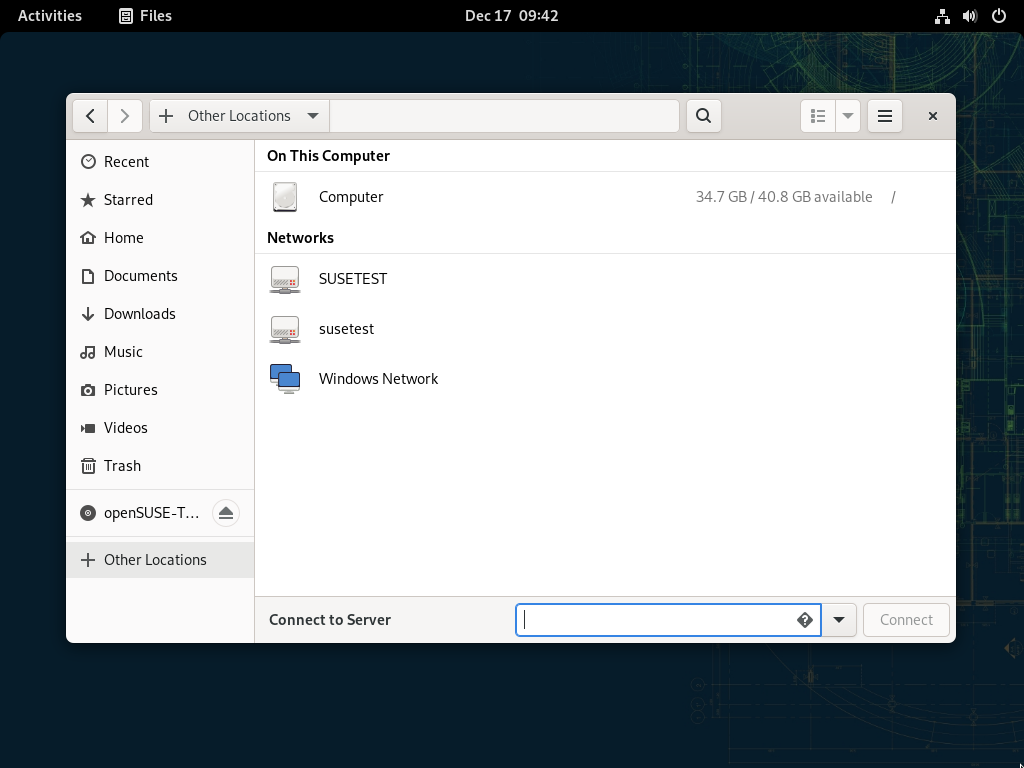 Activities Files Dec 17 09:42
Other Locations
Recent
Starred
Home
Documents
Downloads
Music
Pictures
Videos
Trash
openSUSE-T…
Other Locations
On This Computer
Computer 34.7 GB / 40.8 GB available /
Networks
SUSETEST
susetest
Windows Network
Connect to Server ? Connect